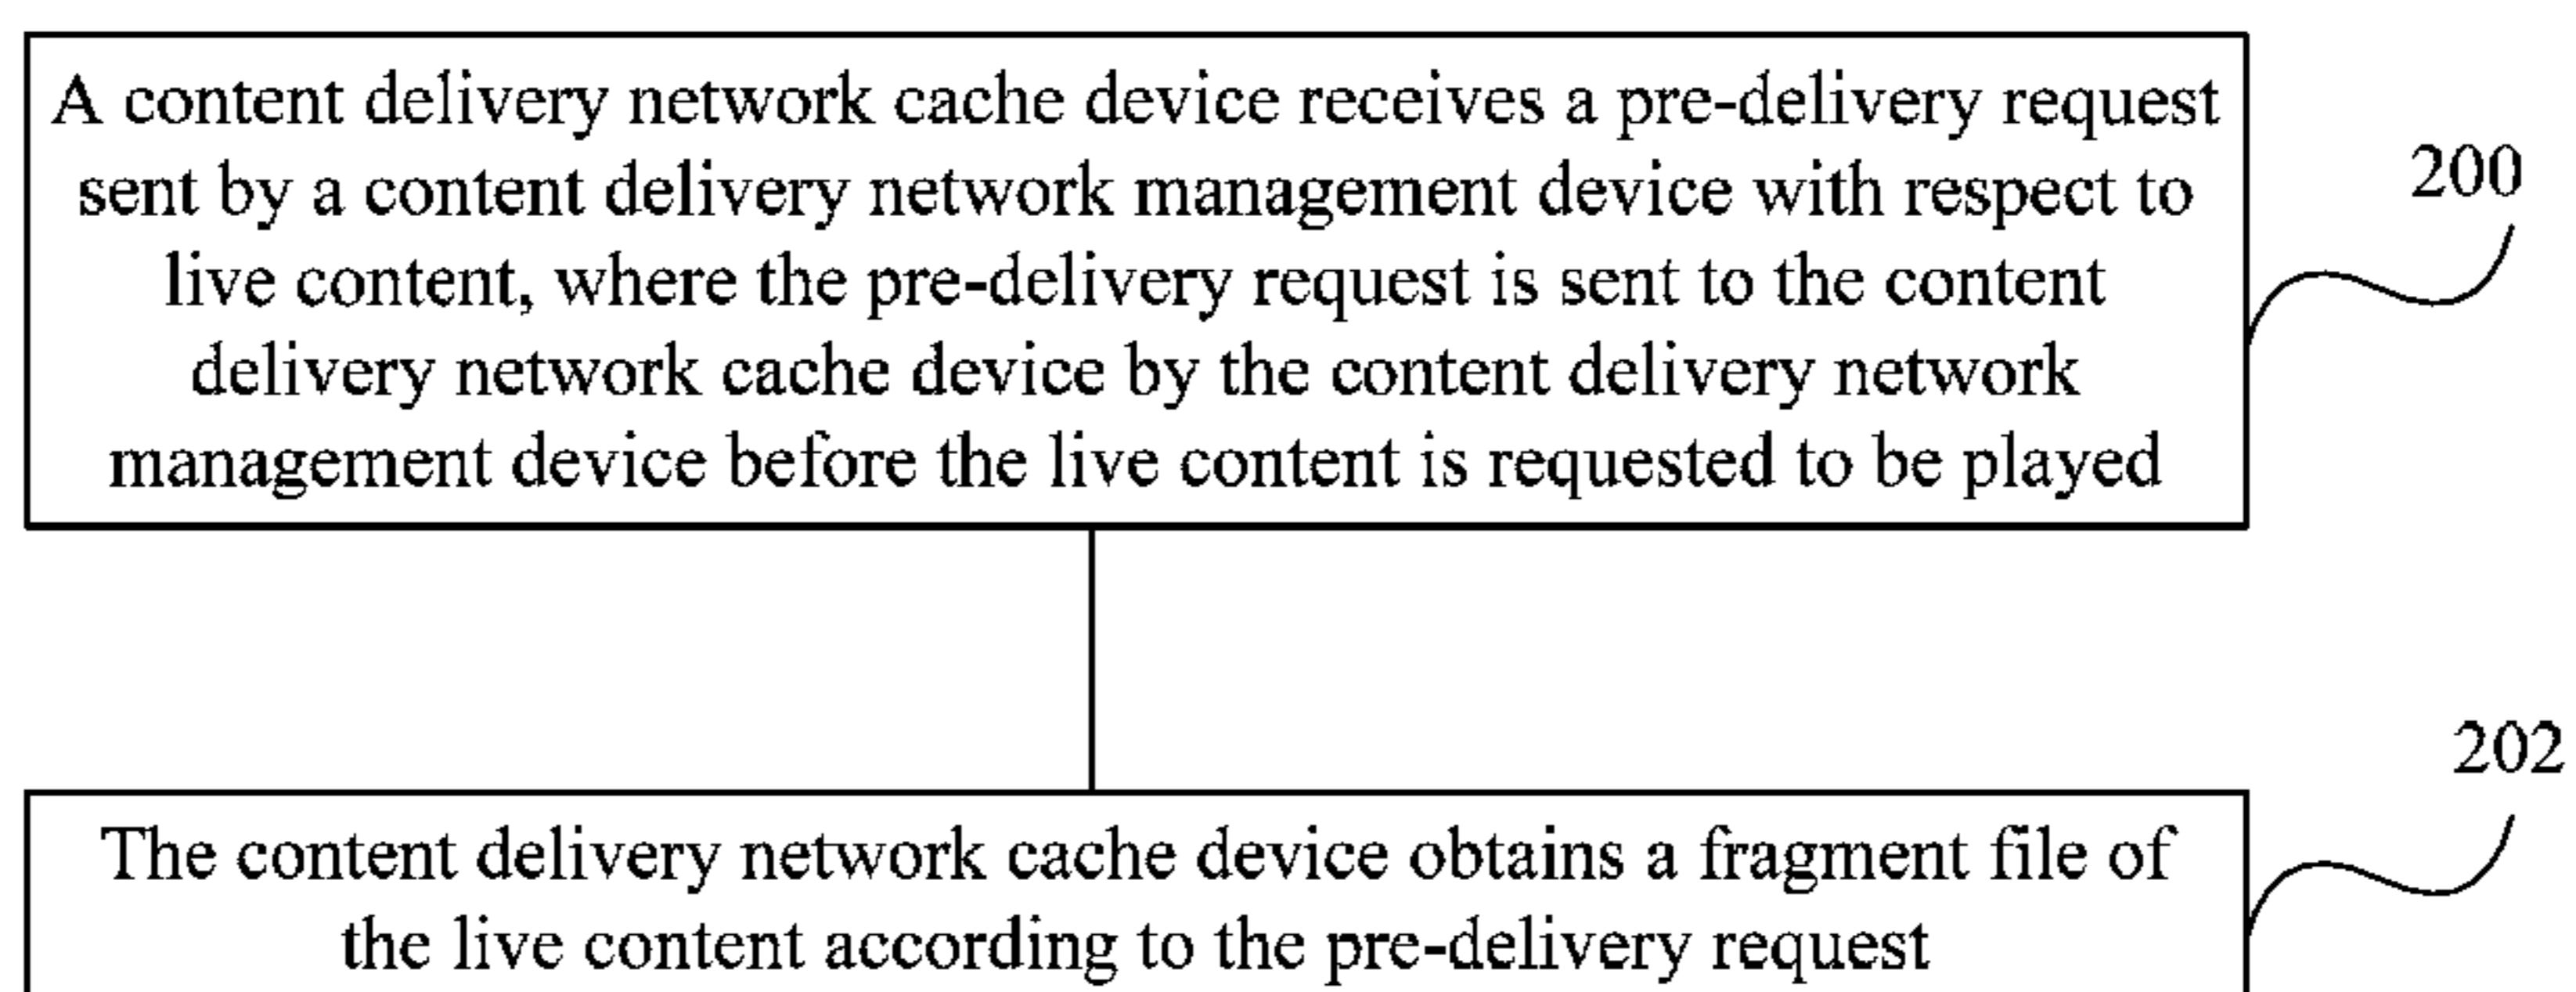 A content delivery network cache device receives a pre-delivery request
sent by a content delivery network management device with respect to
live content, where the pre-delivery request is sent to the content
delivery network cache device by the content delivery network
management device before the live content is requested to be played
200
202
The content delivery network cache device obtains a fragment file of
the live content according to the pre-delivery request